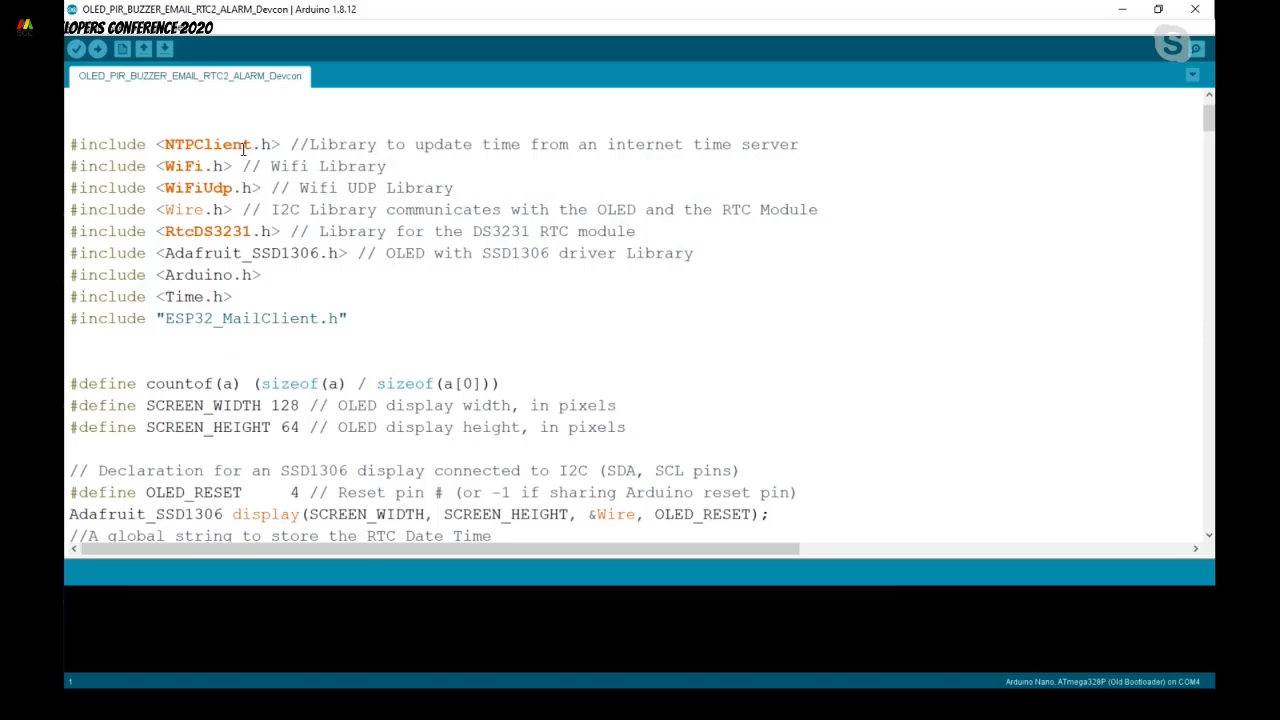 OLED_PIR_BUZZER_EMAIL_RTC2_ALARM_Devcon | Arduino 1.8.12
ELOPERS CONFERENCE 2020
SCC
S
OLED_PIR_BUZZER_EMAIL_RTC2_ALARM_Devcon
#include <NTPClient.h> //Library to update time from an internet time server
#include <WiFi.h> // Wifi Library
#include <WiFiUdp.h> // Wifi UDP Library
#include <Wire.h> // I2C Library communicates with the OLED and the RTC Module
#include <RtcDS3231.h> // Library for the DS3231 RTC module
#include <Adafruit_SSD1306.h> // OLED with SSD1306 driver Library
#include <Arduino.h>
#include <Time.h>
#include "ESP32_MailClient.h"
#define countof(a) (sizeof(a) / sizeof(a[0]))
#define SCREEN_WIDTH 128 // OLED display width, in pixels
#define SCREEN_HEIGHT 64 // OLED display height, in pixels
// Declaration for an SSD1306 display connected to I2C (SDA, SCL pins)
#define OLED_RESET     4 // Reset pin # (or -1 if sharing Arduino reset pin)
Adafruit_SSD1306 display(SCREEN_WIDTH, SCREEN_HEIGHT, &Wire, OLED_RESET);
//A global string to store the RTC Date Time
1
Arduino Nano, ATmega328P (Old Bootloader) on COM4